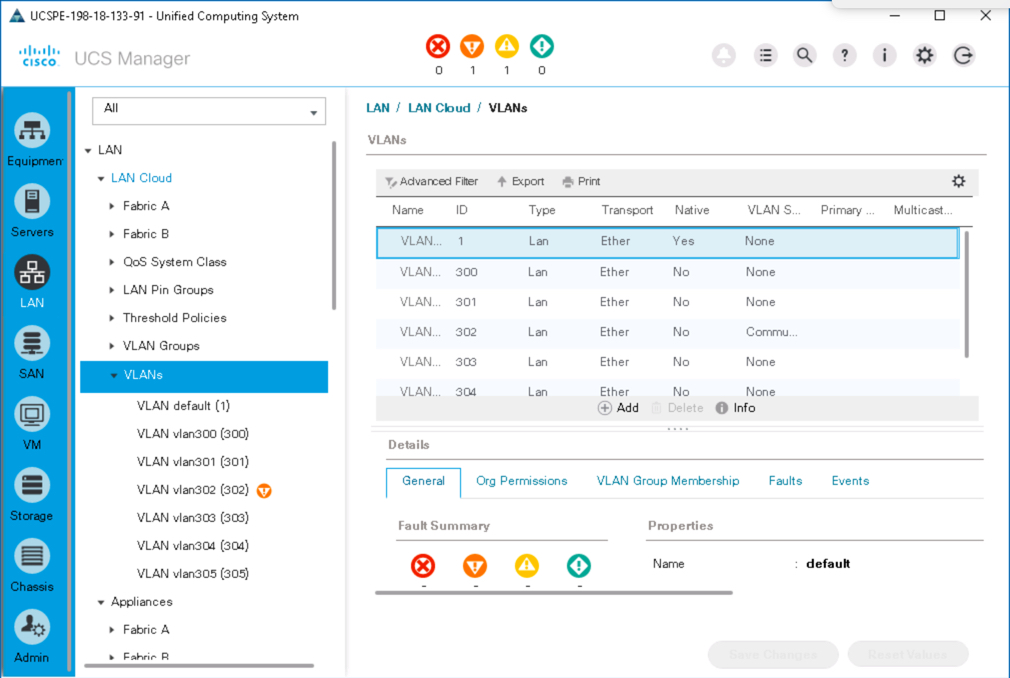 UCSPE-198-18-133-91 - Unified Computing System
cisco. UCS Manager
0 1 1 0
Equipmen
Servers
LAN
SAN
VM
Storage
Chassis
Admin
All
LAN
LAN Cloud
Fabric A
Fabric B
QoS System Class
LAN Pin Groups
Threshold Policies
VLAN Groups
VLANs
VLAN default (1)
VLAN vlan300 (300)
VLAN vlan301 (301)
VLAN vlan302 (302)
VLAN vlan303 (303)
VLAN vlan304 (304)
VLAN vlan305 (305)
Appliances
Fabric A
Fabric B
LAN / LAN Cloud / VLANs
VLANs
Advanced Filter Export Print
Name ID Type Transport Native VLAN S... Primary ... Multicast...
VLAN... 1 Lan Ether Yes None
VLAN... 300 Lan Ether No None
VLAN... 301 Lan Ether No None
VLAN... 302 Lan Ether No Commu...
VLAN... 303 Lan Ether No None
VLAN... 304 Lan Ether No None
Add Delete Info
Details
General Org Permissions VLAN Group Membership Faults Events
Fault Summary Properties
Name : default
- - - -
Save Changes Reset Values